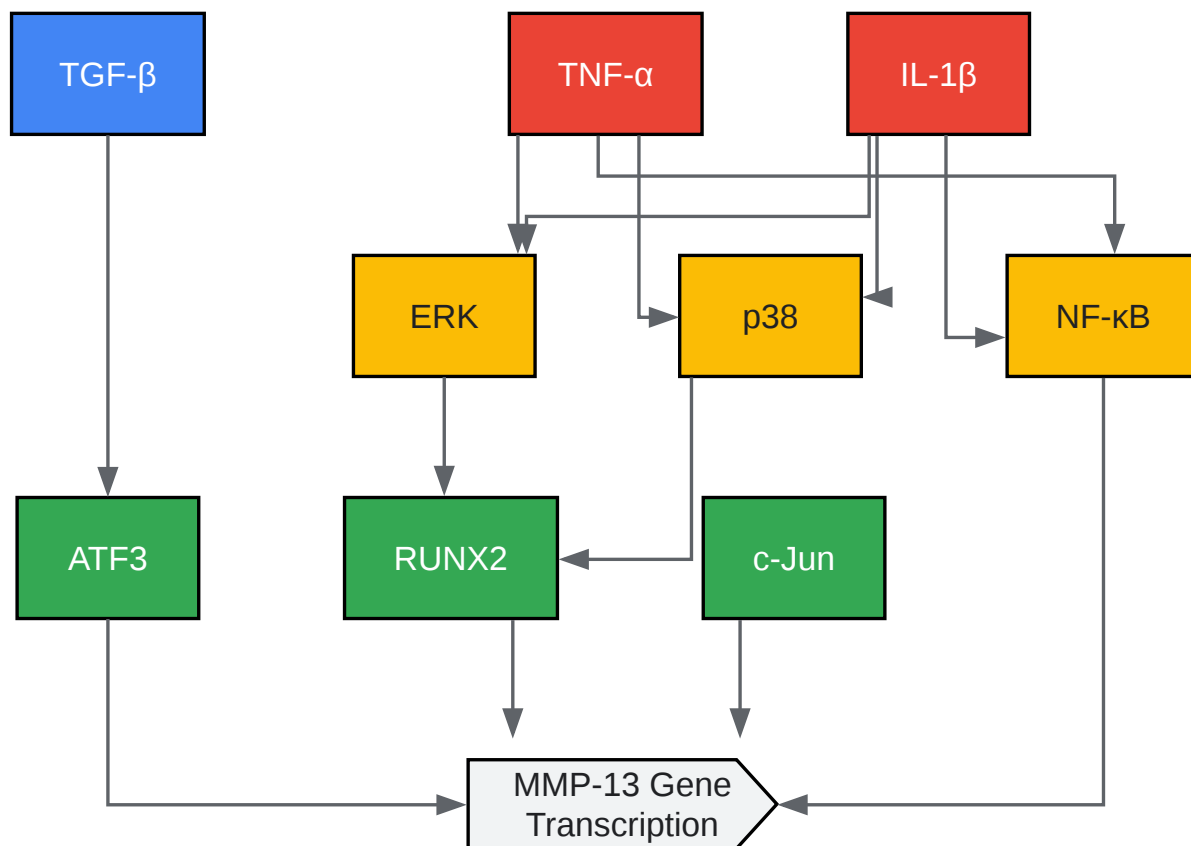 TGF-β
TNF-α
IL-1β
ERK
p38
NF-κB
ATF3
RUNX2
c-Jun
MMP-13 Gene
Transcription